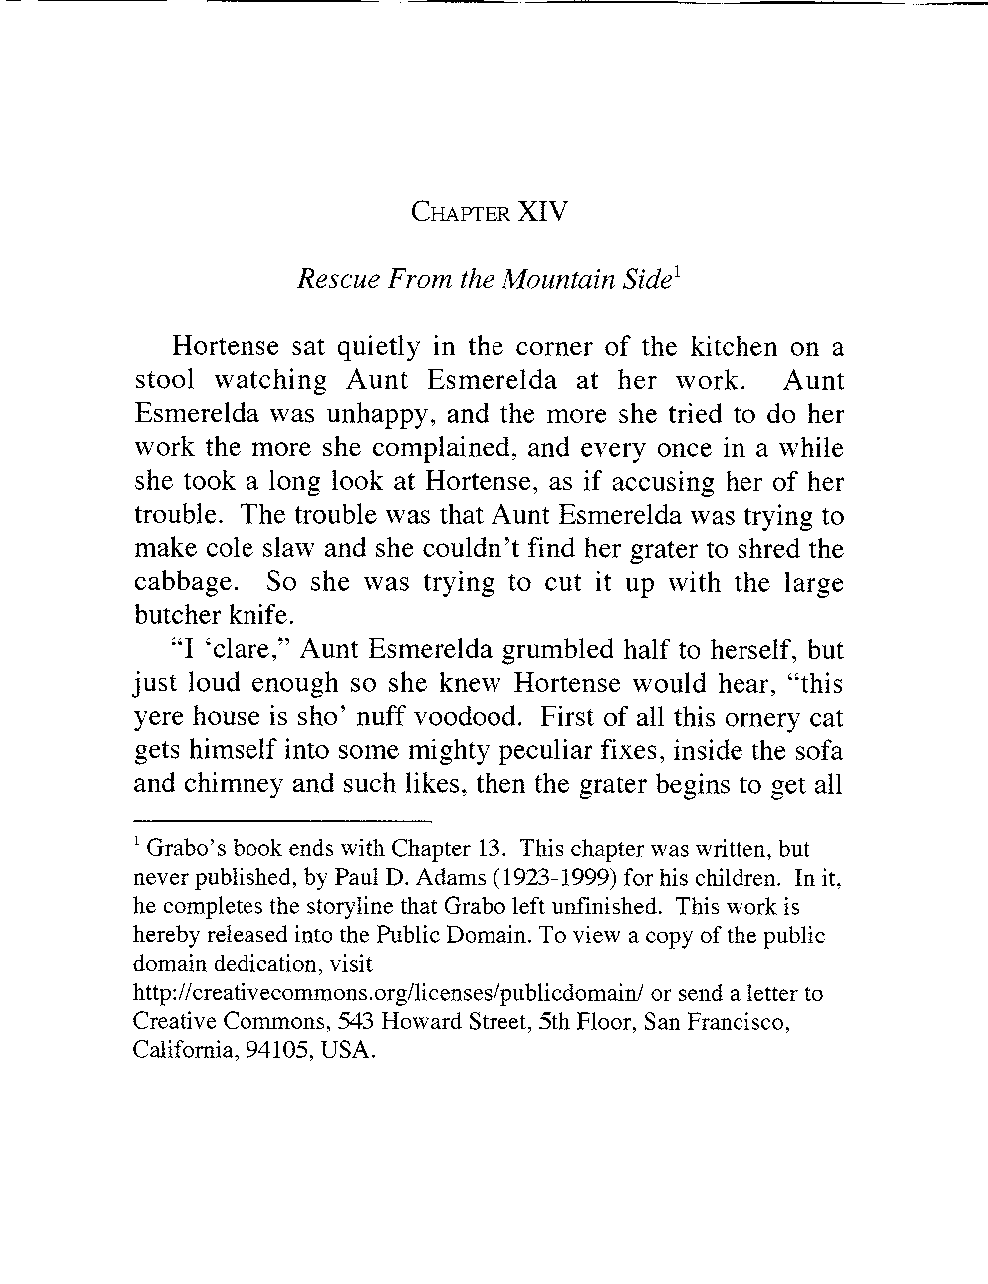 CHAPTER XIV
Rescue From the Mountain Side¹
Hortense sat quietly in the corner of the kitchen on a
stool watching Aunt Esmerelda at her work. Aunt
Esmerelda was unhappy, and the more she tried to do her
work the more she complained, and every once in a while
she took a long look at Hortense, as if accusing her of her
trouble. The trouble was that Aunt Esmerelda was trying to
make cole slaw and she couldn't find her grater to shred the
cabbage. So she was trying to cut it up with the large
butcher knife.
“I ‘clare,” Aunt Esmerelda grumbled half to herself, but
just loud enough so she knew Hortense would hear, “this
yere house is sho’ nuff voodood. First of all this ornery cat
gets himself into some mighty peculiar fixes, inside the sofa
and chimney and such likes, then the grater begins to get all
¹ Grabo’s book ends with Chapter 13. This chapter was written, but
never published, by Paul D. Adams (1923-1999) for his children. In it,
he completes the storyline that Grabo left unfinished. This work is
hereby released into the Public Domain. To view a copy of the public
domain dedication, visit
http://creativecommons.org/licenses/publicdomain/ or send a letter to
Creative Commons, 543 Howard Street, 5th Floor, San Francisco,
California, 94105, USA.